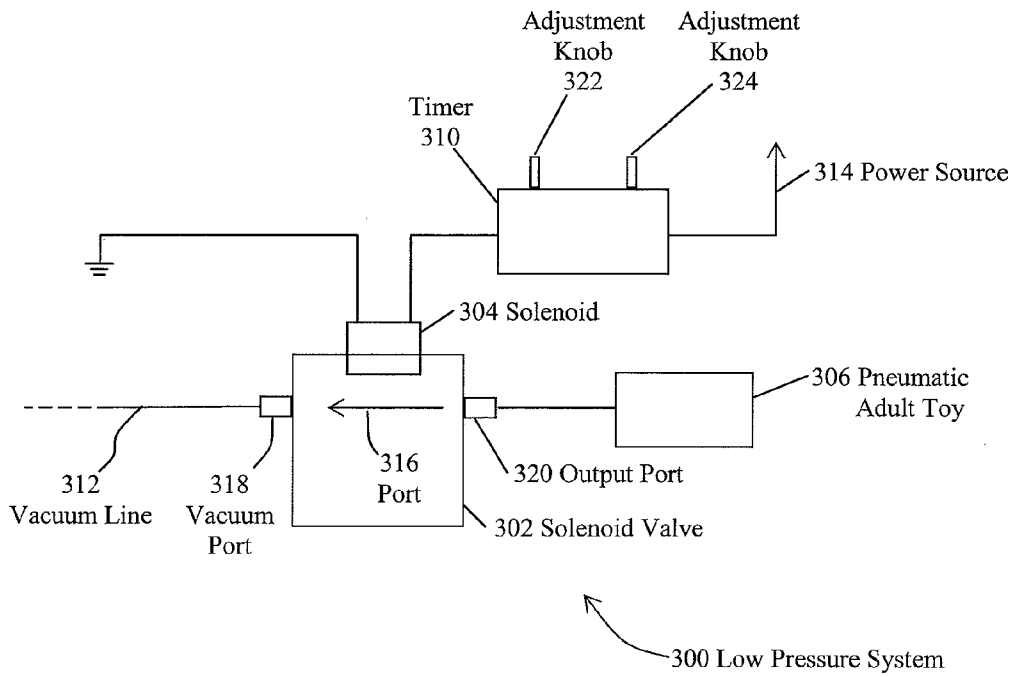 Adjustment
Knob
322
Adjustment
Knob
324
Timer
310
314 Power Source
304 Solenoid
306 Pneumatic
Adult Toy
316
Port
320 Output Port
312
Vacuum Line
318
Vacuum
Port
302 Solenoid Valve
300 Low Pressure System